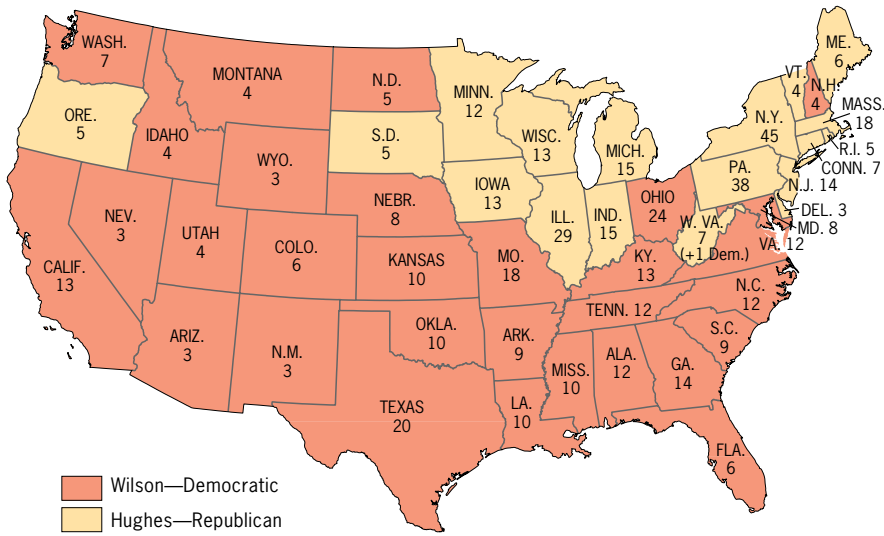 WASH.
7
MONTANA
4
N.D.
5
MINN.
12
ME.
6
VT.
4
N.H.
4
MASS.
18
ORE.
5
IDAHO
4
S.D.
5
WISC.
13
MICH.
15
N.Y.
45
R.I. 5
CONN. 7
WYO.
3
IOWA
13
PA.
38
N.J. 14
NEBR.
8
OHIO
24
DEL. 3
MD. 8
NEV.
3
UTAH
4
COLO.
6
ILL.
29
IND.
15
W. VA.
7
(+1 Dem.)
VA. 12
CALIF.
13
KANSAS
10
MO.
18
KY.
13
N.C.
12
TENN. 12
ARIZ.
3
N.M.
3
OKLA.
10
ARK.
9
S.C.
9
MISS.
10
ALA.
12
GA.
14
TEXAS
20
LA.
10
FLA.
6
Wilson—Democratic
Hughes—Republican